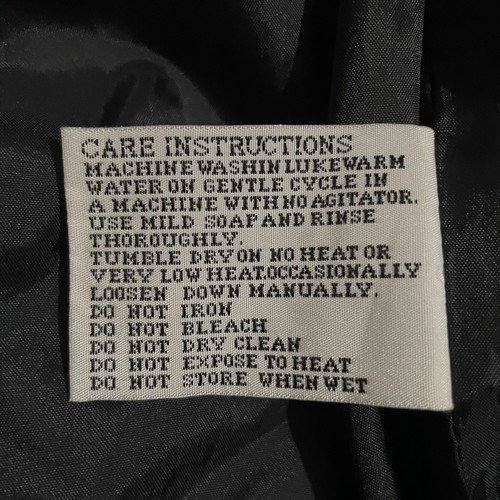 CARE INSTRUCTIONS
MACHINE WASH IN LUKEWARM
WATER ON GENTLE CYCLE IN
A MACHINE WITH NO AGITATOR.
USE MILD SOAP AND RINSE
THOROUGHLY.
TUMBLE DRY ON NO HEAT OR
VERY LOW HEAT.OCCASIONALLY
LOOSEN DOWN MANUALLY.
DO NOT IRON
DO NOT BLEACH
DO NOT DRY CLEAN
DO NOT EXPOSE TO HEAT
DO NOT STORE WHEN WET